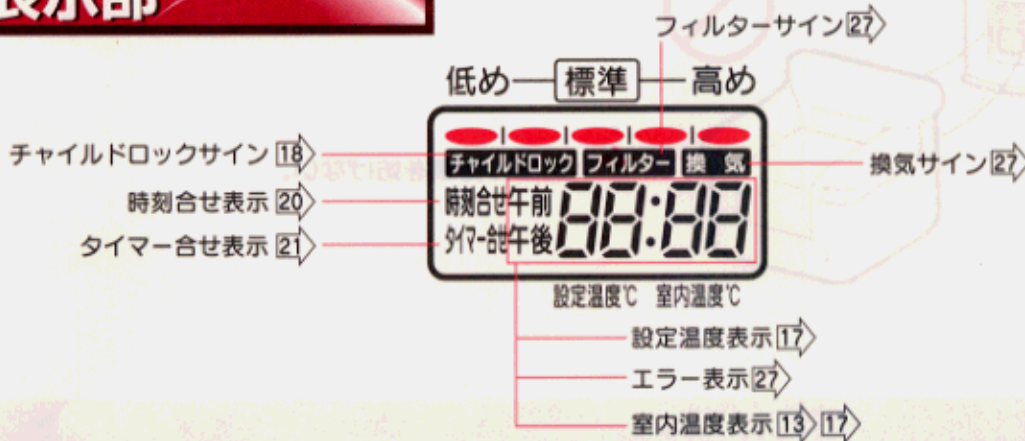 表示部
フィルターサイン27
低め 標準 高め
チャイルドロックサイン 18
チャイルドロック フィルター 換 気
換気サイン27
時刻合せ表示 20
時刻合せ 午前 88:88
タイマー合せ表示 21
タイマー合せ 午後
設定温度℃ 室内温度℃
設定温度表示17
エラー表示27
室内温度表示13 17